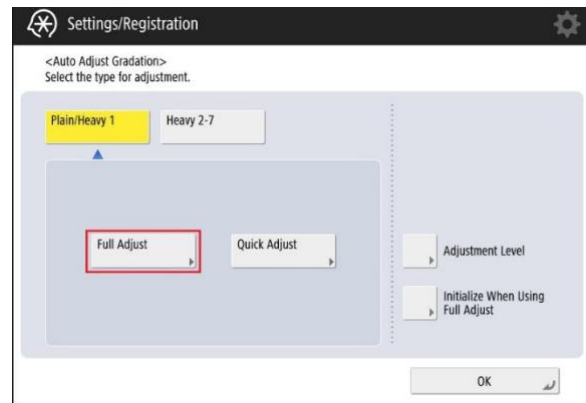 Settings/Registration
<Auto Adjust Gradation>
Select the type for adjustment.
Plain/Heavy 1
Heavy 2-7
Full Adjust
Quick Adjust
Adjustment Level
Initialize When Using
Full Adjust
OK